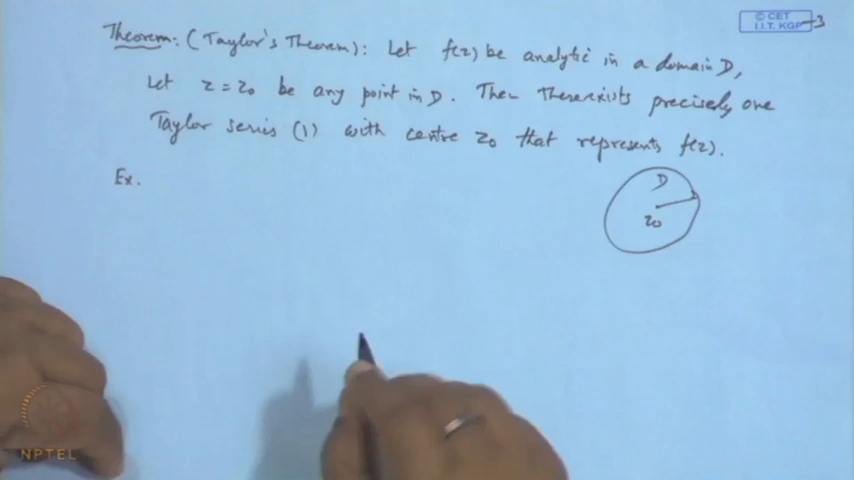 © CET
I.I.T. KGP
Theorem: (Taylor's Theorem): Let f(z) be analytic in a domain D,
Let z = z0 be any point in D. Then there exists precisely one
Taylor series (1) with centre z0 that represents f(z).
Ex.
D
z0
NPTEL